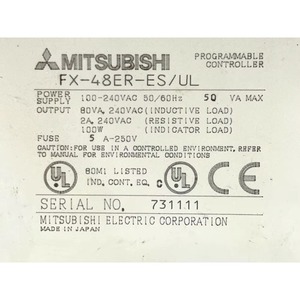 MITSUBISHI
PROGRAMMABLE
CONTROLLER
FX-48ER-ES/UL
POWER SUPPLY 100-240VAC 50/60Hz 50 VA MAX
OUTPUT 80VA, 240VAC (INDUCTIVE LOAD)
2A, 240VAC (RESISTIVE LOAD)
100W (INDICATOR LOAD)
FUSE 5 A-250V
CAUTION:FOR USE IN A CONTROLLED ENVIRONMENT, REFER
TO MANUAL FOR ENVIRONMENTAL CONDITIONS
UL 80M1 LISTED C UL CE
IND. CONT. EQ.
SERIAL NO. 731111
MITSUBISHI ELECTRIC CORPORATION
MADE IN JAPAN